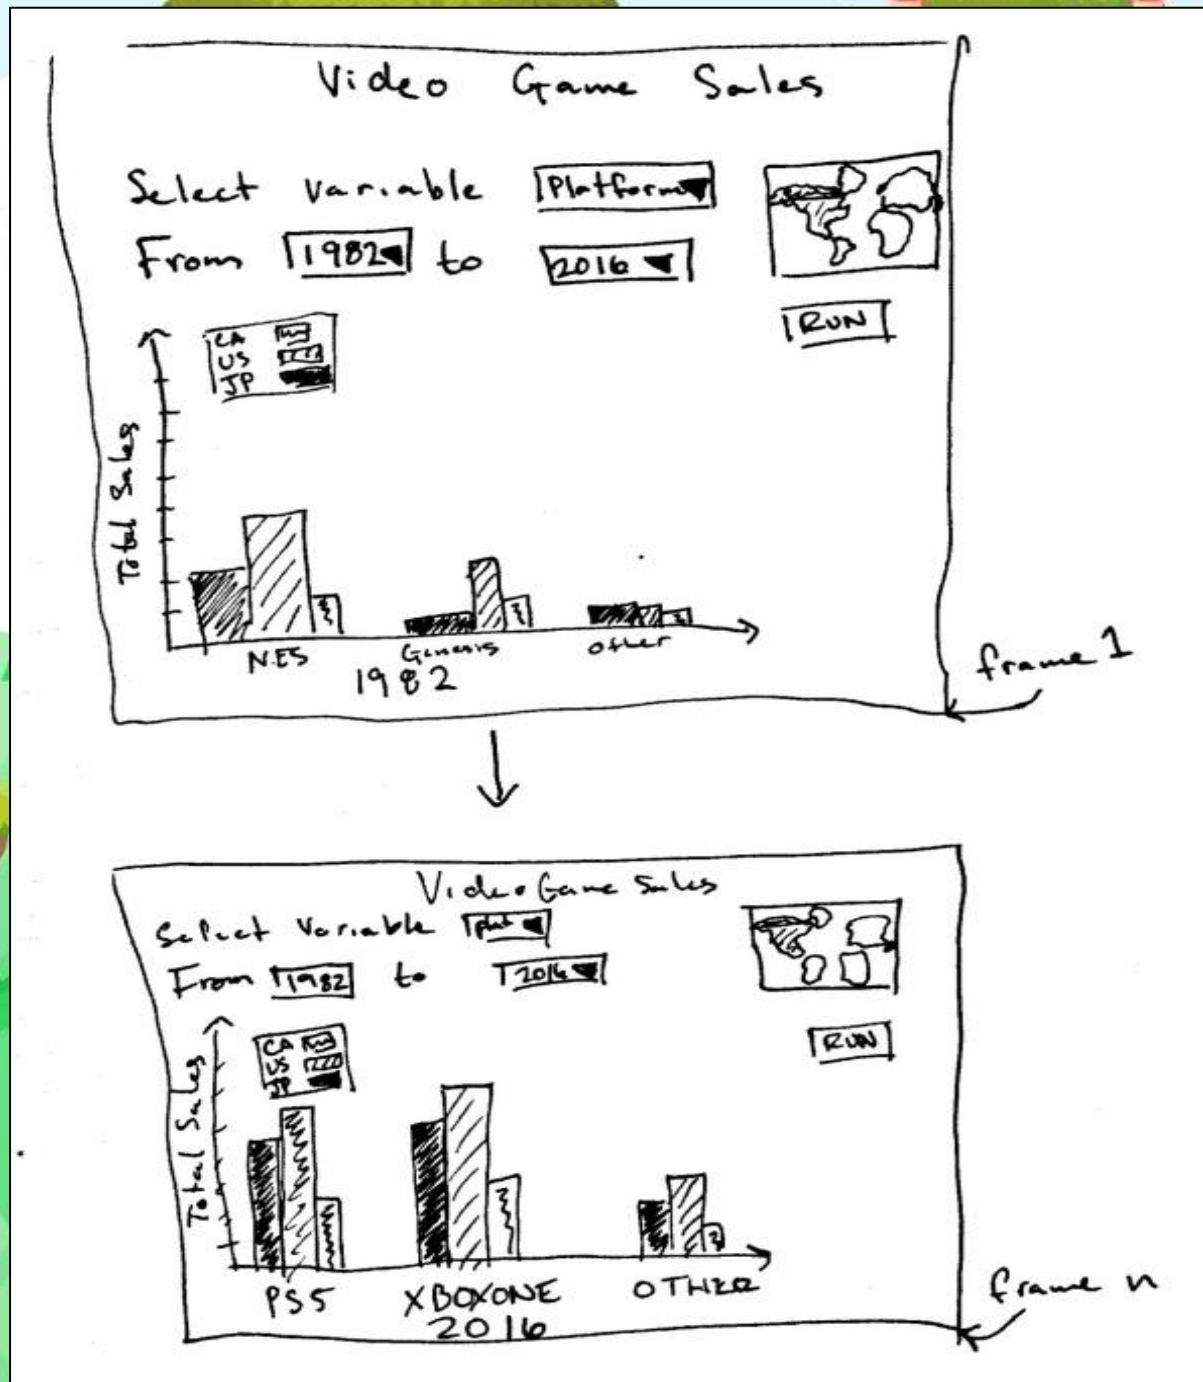 Video Game Sales
Select variable Platform
From 1982 to 2016
RUN
CA
US
JP
Total Sales
NES Genesis other
1982
frame 1
Video Game Sales
Select Variable plat
From 1982 to 2016
RUN
CA
US
JP
Total Sales
PS5 XBOXONE OTHER
2016
frame n